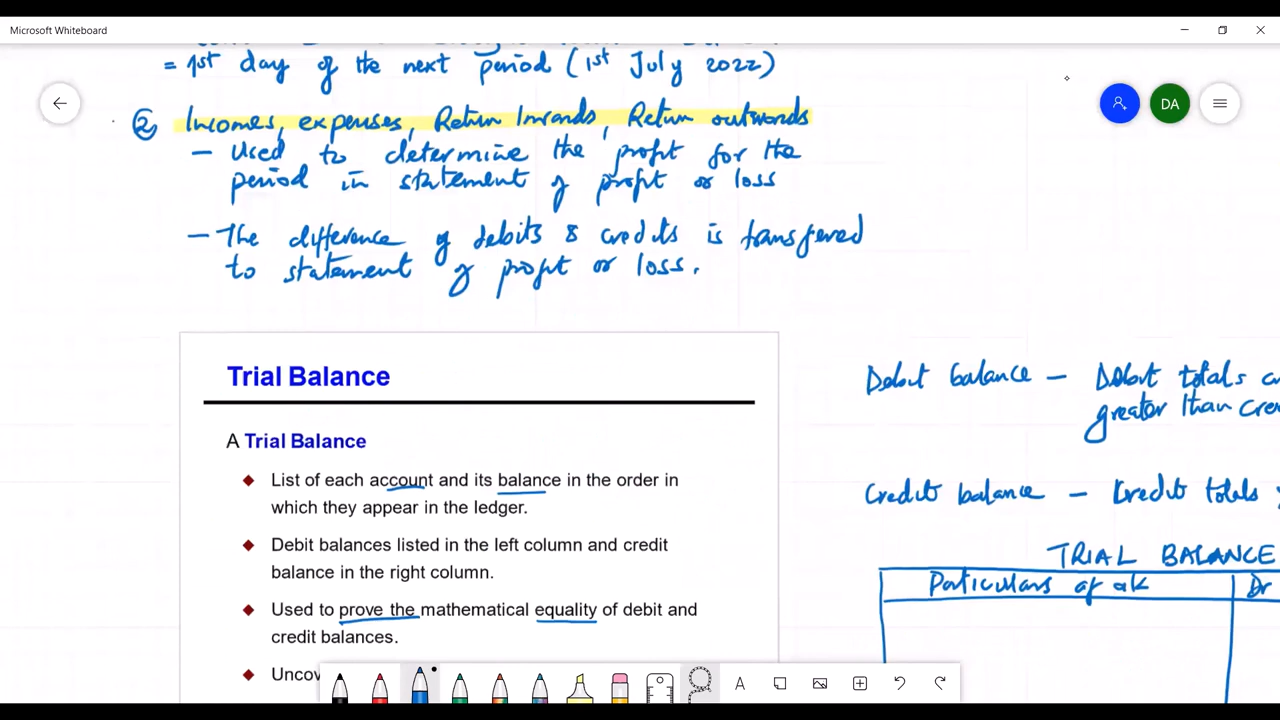 Microsoft Whiteboard
= 1st day of the next period (1st July 2022)
DA
② Incomes, expenses, Return Inwards, Return outwards
- Used to determine the profit for the
period in statement of profit or loss
- The difference of debits & credits is transfered
to statement of profit or loss.
Trial Balance
A Trial Balance
◆ List of each account and its balance in the order in
which they appear in the ledger.
◆ Debit balances listed in the left column and credit
balance in the right column.
◆ Used to prove the mathematical equality of debit and
credit balances.
◆ Uncov
Debit balance - Debit totals
greater than Cre
Credit balance - Credit totals
TRIAL BALANCE
Particulars of a/c Dr
A